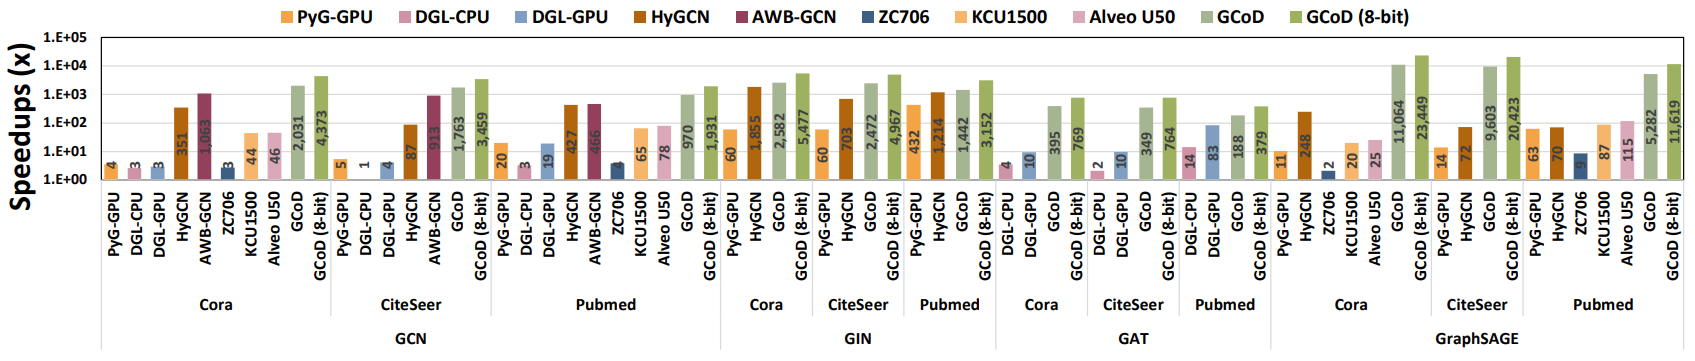 PyG-GPU DGL-CPU DGL-GPU HyGCN AWB-GCN ZC706 KCU1500 Alveo U50 GCoD GCoD (8-bit)
Speedups (x)
1.E+05
1.E+04
1.E+03
1.E+02
1.E+01
1.E+00
4 3 3 351 1,063 3 44 46 2,031 4,373 5 1 4 87 913 1,763 3,459 20 3 19 427 466 4 65 78 970 1,931 60 1,855 2,582 5,477 60 703 2,472 4,967 432 1,214 1,442 3,152 4 10 395 769 2 10 349 764 14 83 188 379 11 248 2 20 25 11,064 23,449 14 72 9,603 20,423 63 70 9 87 115 5,282 11,619
PyG-GPU DGL-CPU DGL-GPU HyGCN AWB-GCN ZC706 KCU1500 Alveo U50 GCoD GCoD (8-bit) PyG-GPU DGL-CPU DGL-GPU HyGCN AWB-GCN GCoD GCoD (8-bit) PyG-GPU DGL-CPU DGL-GPU HyGCN AWB-GCN ZC706 KCU1500 Alveo U50 GCoD GCoD (8-bit) PyG-GPU HyGCN GCoD GCoD (8-bit) PyG-GPU HyGCN GCoD GCoD (8-bit) PyG-GPU HyGCN GCoD GCoD (8-bit) DGL-CPU DGL-GPU GCoD GCoD (8-bit) DGL-CPU DGL-GPU GCoD GCoD (8-bit) DGL-CPU DGL-GPU GCoD GCoD (8-bit) PyG-GPU HyGCN ZC706 KCU1500 Alveo U50 GCoD GCoD (8-bit) PyG-GPU HyGCN GCoD GCoD (8-bit) PyG-GPU HyGCN ZC706 KCU1500 Alveo U50 GCoD GCoD (8-bit)
Cora CiteSeer Pubmed Cora CiteSeer Pubmed Cora CiteSeer Pubmed Cora CiteSeer Pubmed
GCN GIN GAT GraphSAGE